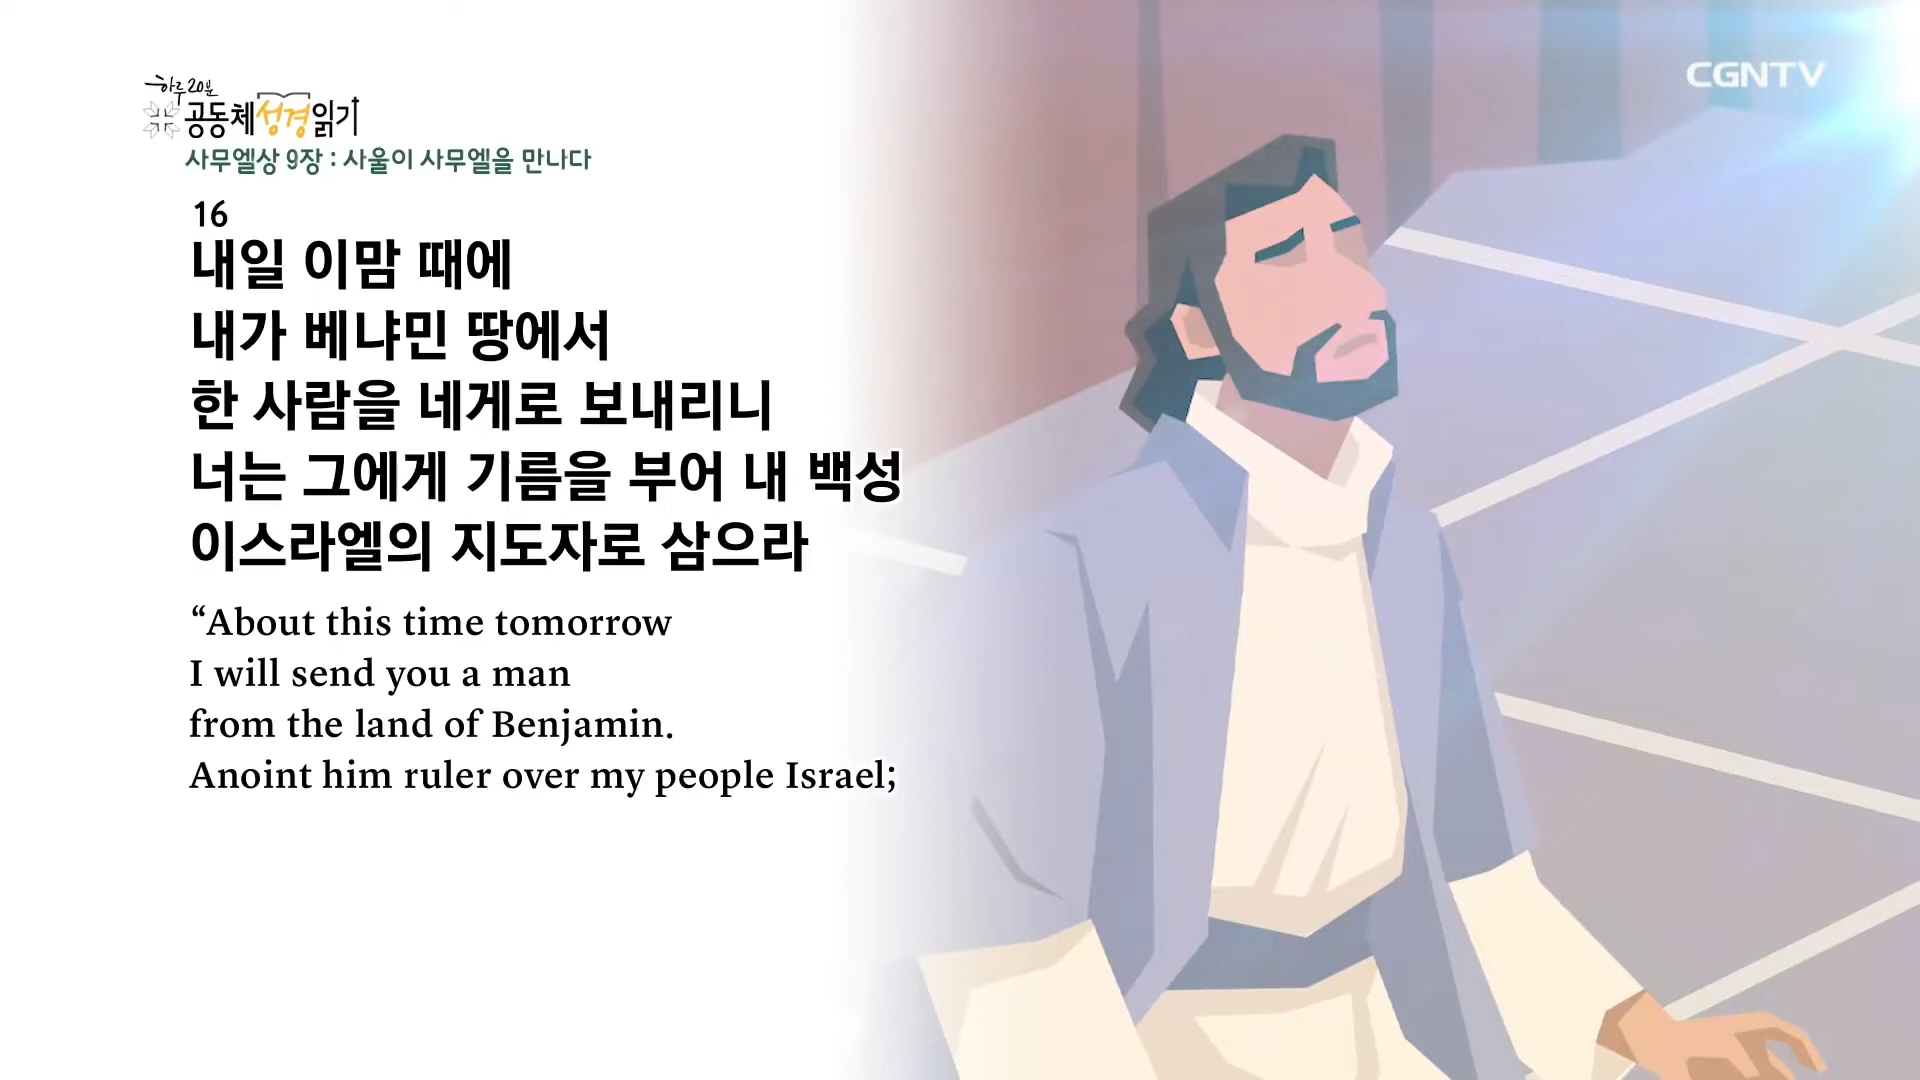 하루 20분
공동체성경읽기
CGNTV
사무엘상 9장 : 사울이 사무엘을 만나다
16
내일 이맘 때에
내가 베냐민 땅에서
한 사람을 네게로 보내리니
너는 그에게 기름을 부어 내 백성
이스라엘의 지도자로 삼으라
“About this time tomorrow
I will send you a man
from the land of Benjamin.
Anoint him ruler over my people Israel;